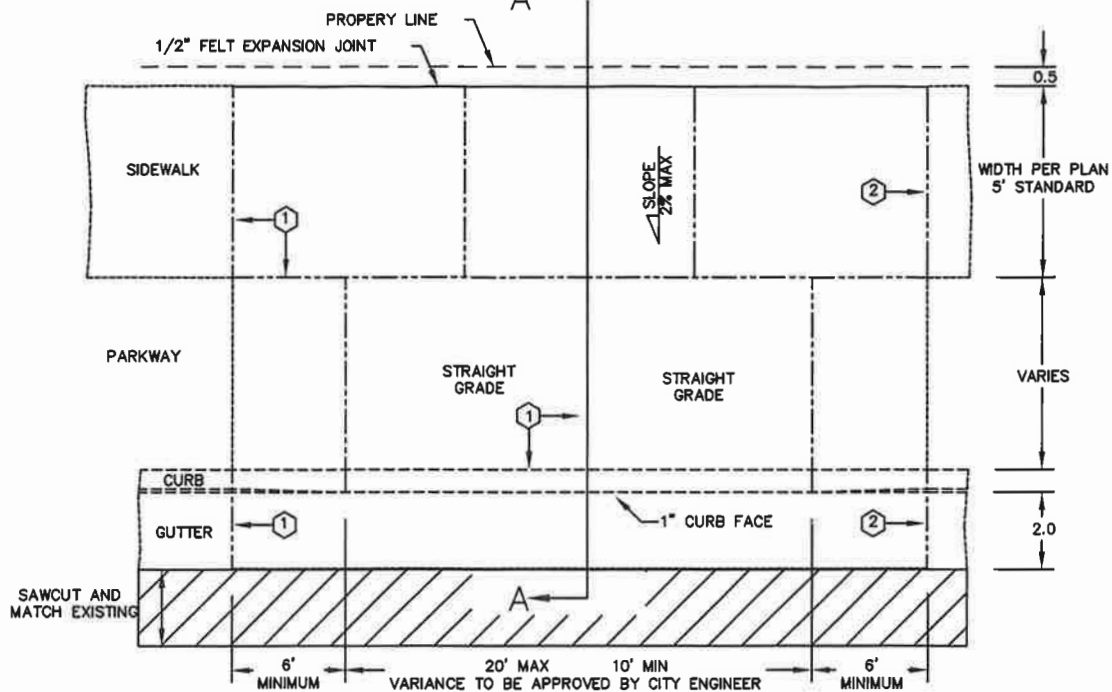 A
PROPERY LINE
1/2" FELT EXPANSION JOINT
0.5
SIDEWALK
SLOPE
2% MAX
2
WIDTH PER PLAN
5' STANDARD
1
PARKWAY
STRAIGHT
GRADE
STRAIGHT
GRADE
VARIES
1
CURB
1" CURB FACE
GUTTER
1
2
2.0
SAWCUT AND
MATCH EXISTING
A
6'
MINIMUM
20' MAX 10' MIN
VARIANCE TO BE APPROVED BY CITY ENGINEER
6'
MINIMUM